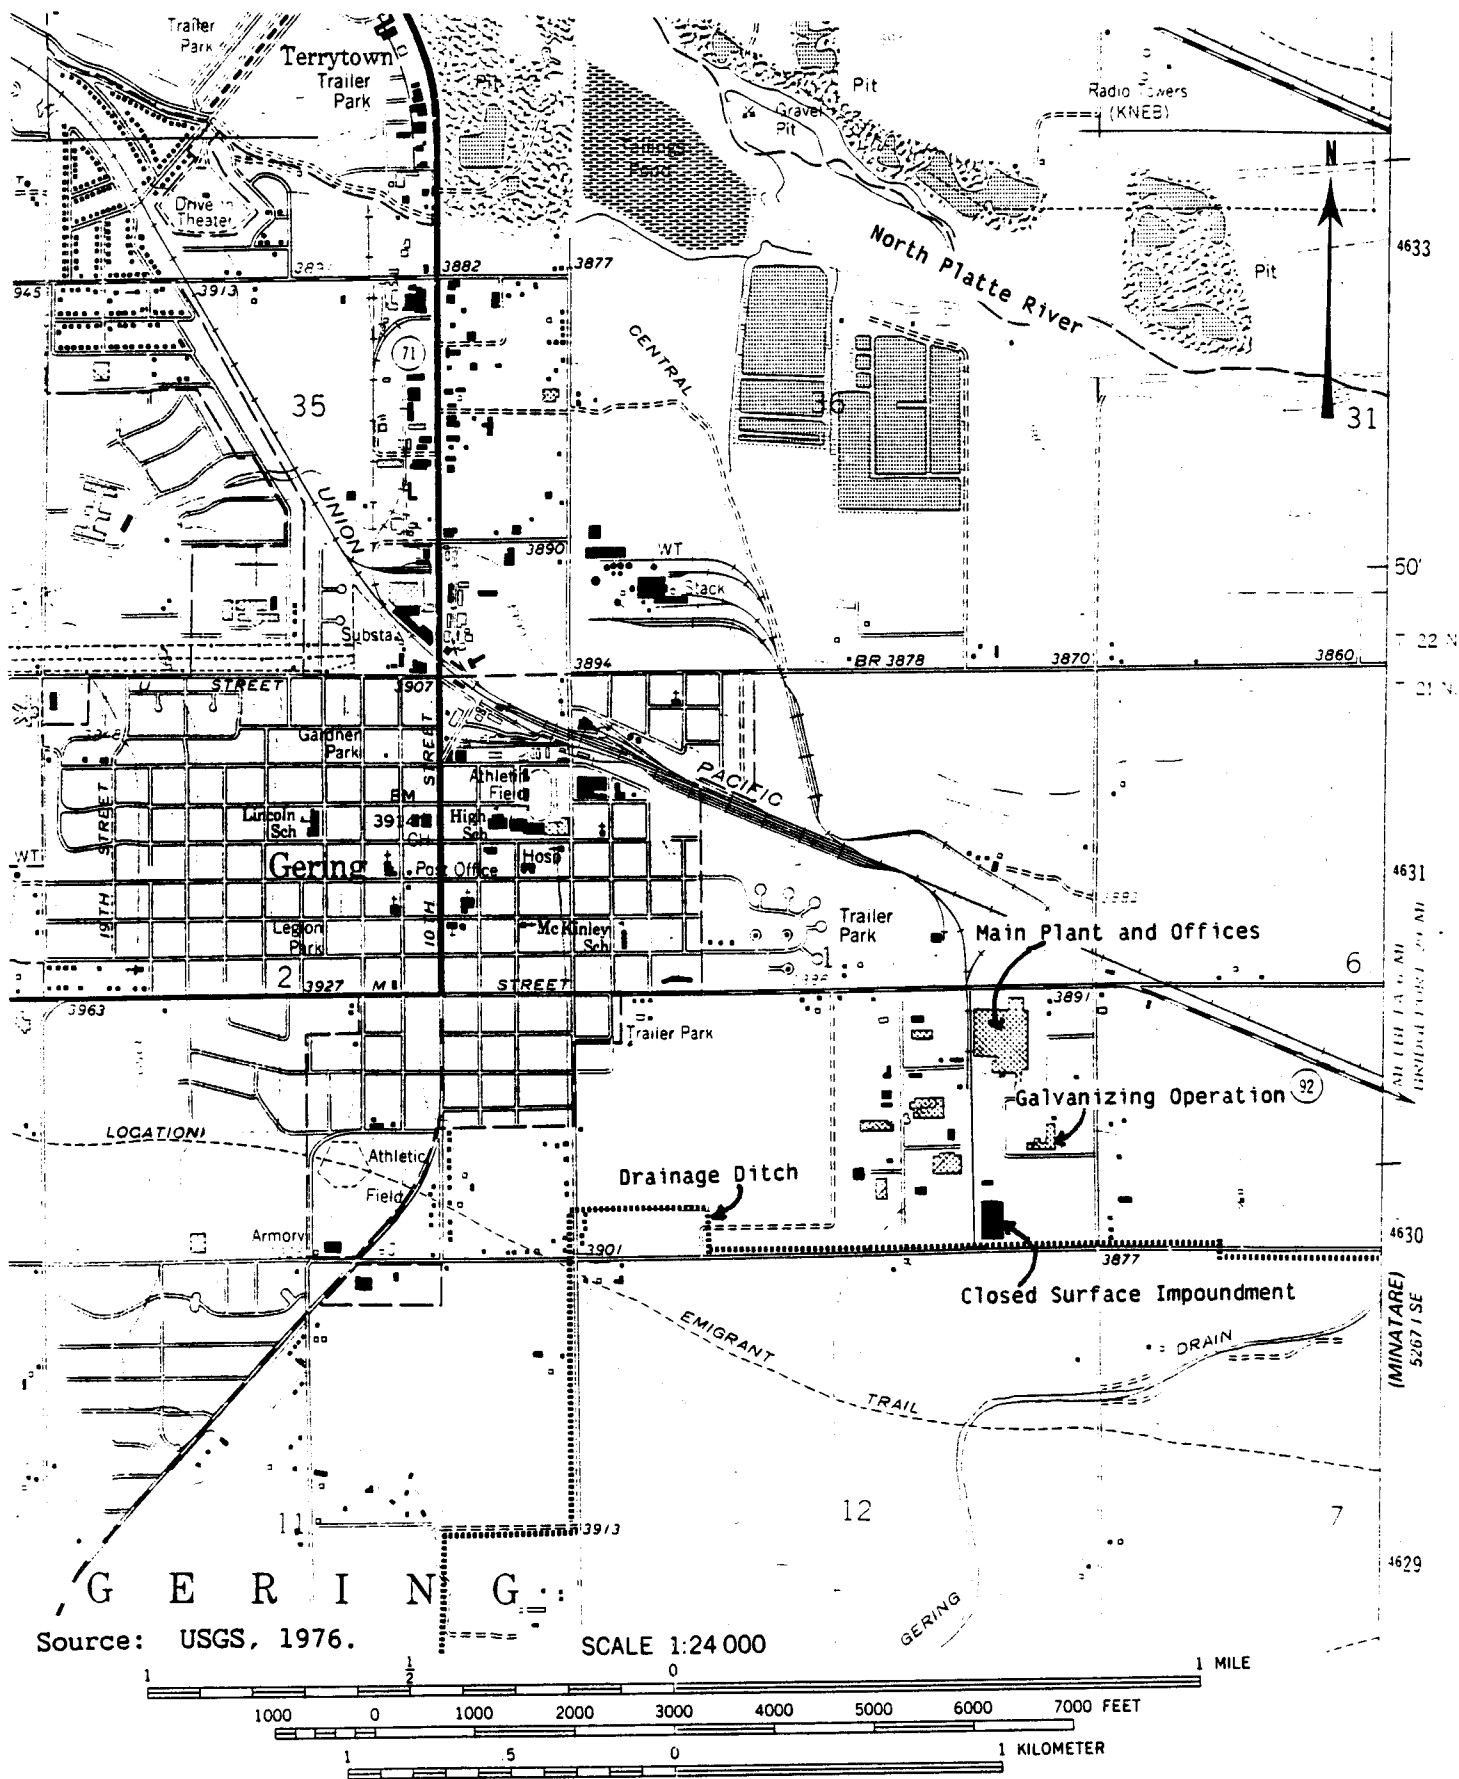 Trailer
Park
Terrytown
Trailer
Park
Pit
Pit
Gravel
Pit
Radio Towers
(KNEB)
N
Drive in
Theater
North Platte River
4633
Pit
3882
3877
945
3913
71
CENTRAL
35
31
UNION
3890
WT
Stack
50'
Substa
3894
BR 3878
3870
3860
T 22 N
T 21 N.
U STREET
3907
Gardner
Park
STREET
PACIFIC
Athletic
Field
BM
3914
Lincoln
Sch
High
Sch
CH
19TH STREET
WT
Gering
Post Office
Hosp
4631
10TH
Legion
Park
McKinley
Sch
Trailer
Park
Main Plant and Offices
2
1
6
3927
M STREET
3963
3891
Trailer Park
Galvanizing Operation
92
LOCATION)
Athletic
Field
Drainage Ditch
Armory
3901
3877
4630
Closed Surface Impoundment
(MINATARE)
5267 I SE
EMIGRANT
TRAIL
DRAIN
11
12
7
3913
4629
GERING
GERING
Source: USGS, 1976.
SCALE 1:24 000
1 1/2 0 1 MILE
1000 0 1000 2000 3000 4000 5000 6000 7000 FEET
1 .5 0 1 KILOMETER